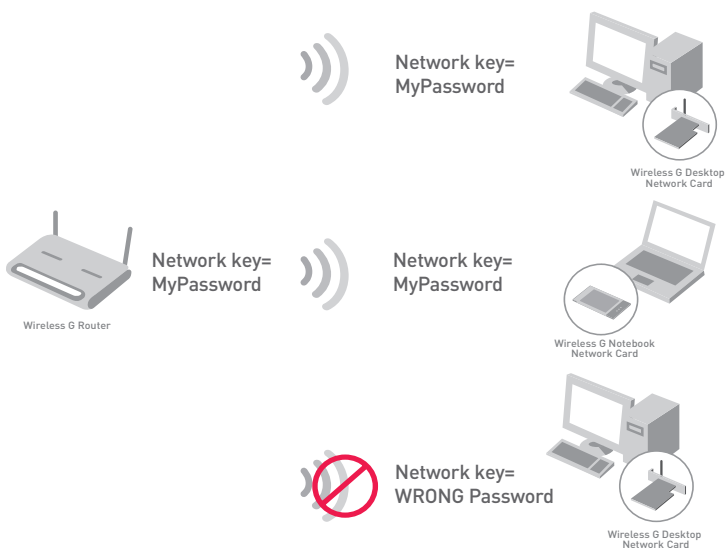 Network key=
MyPassword
Wireless G Desktop
Network Card
Network key=
MyPassword
Wireless G Router
Network key=
MyPassword
Wireless G Notebook
Network Card
Network key=
WRONG Password
Wireless G Desktop
Network Card